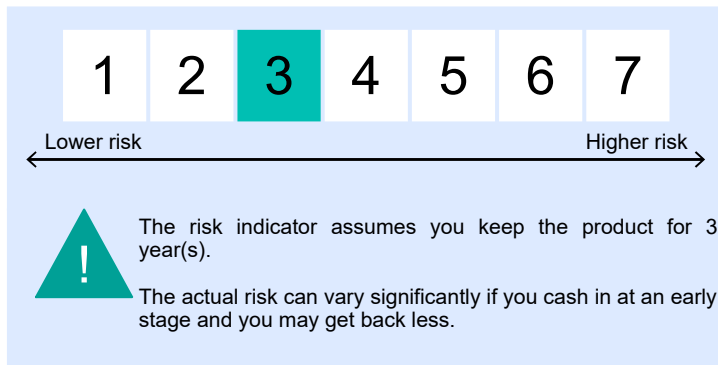 1 2 3 4 5 6 7
Lower risk Higher risk
!
The risk indicator assumes you keep the product for 3
year(s).
The actual risk can vary significantly if you cash in at an early
stage and you may get back less.